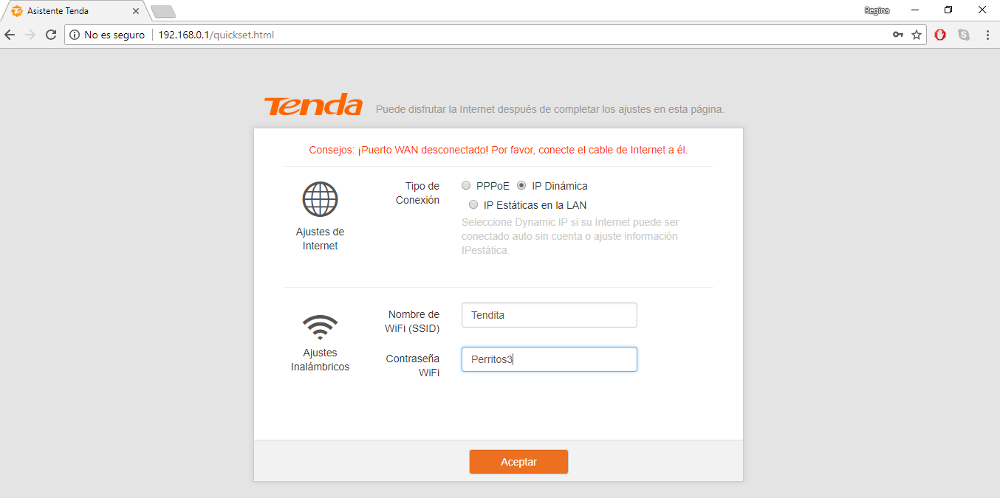 Asistente Tenda
Regina
No es seguro
192.168.0.1/quickset.html
Tenda
Puede disfrutar la Internet después de completar los ajustes en esta página.
Consejos: ¡Puerto WAN desconectado! Por favor, conecte el cable de Internet a él.
Ajustes de
Internet
Tipo de
Conexión
PPPoE
IP Dinámica
IP Estáticas en la LAN
Seleccione Dynamic IP si su Internet puede ser
conectado auto sin cuenta o ajuste información
IPestática.
Ajustes
Inalámbricos
Nombre de
WiFi (SSID)
Tendita
Contraseña
WiFi
Perritos3
Aceptar